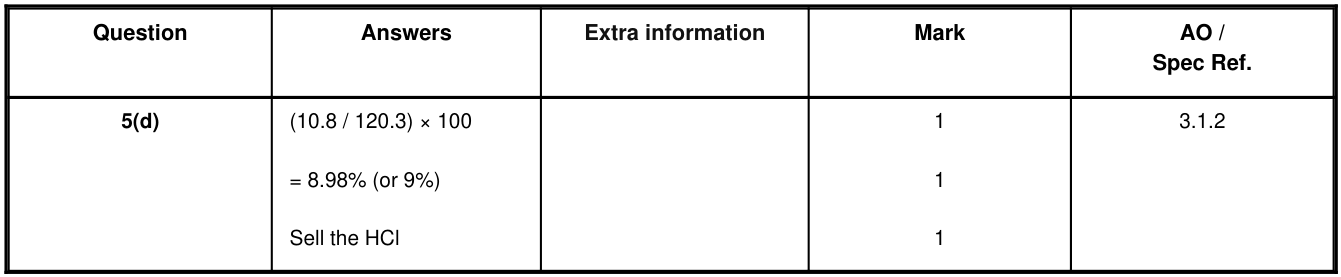 Question Answers Extra information Mark AO /
Spec Ref.
5(d) (10.8 / 120.3) × 100 1 3.1.2
= 8.98% (or 9%) 1
Sell the HCl 1